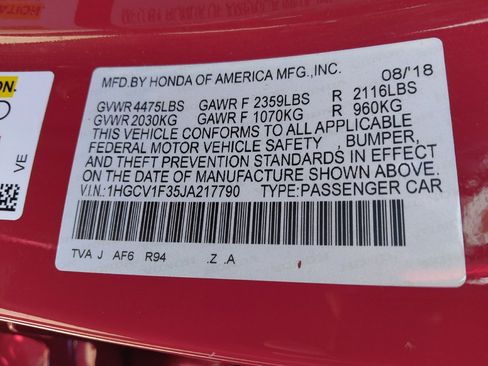 ON.
MFD.BY HONDA OF AMERICA MFG.,INC. 08/'18
GVWR 4475LBS GAWR F 2359LBS R 2116LBS
GVWR 2030KG GAWR F 1070KG R 960KG
THIS VEHICLE CONFORMS TO ALL APPLICABLE
FEDERAL MOTOR VEHICLE SAFETY , BUMPER,
AND THEFT PREVENTION STANDARDS IN EFFECT
ON THE DATE OF MANUFACTURE SHOWN ABOVE.
V.I.N.: 1HGCV1F35JA217790 TYPE:PASSENGER CAR
TVA J AF6 R94 .Z .A
VE